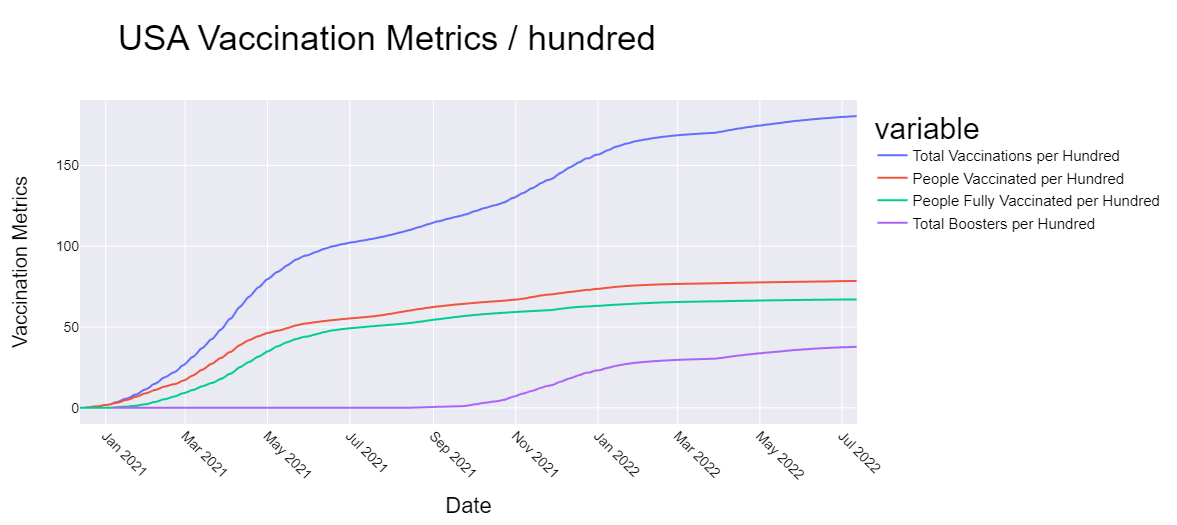 USA Vaccination Metrics / hundred
variable
Total Vaccinations per Hundred
People Vaccinated per Hundred
People Fully Vaccinated per Hundred
Total Boosters per Hundred
Vaccination Metrics
150
100
50
0
Jan 2021
Mar 2021
May 2021
Jul 2021
Sep 2021
Nov 2021
Jan 2022
Mar 2022
May 2022
Jul 2022
Date